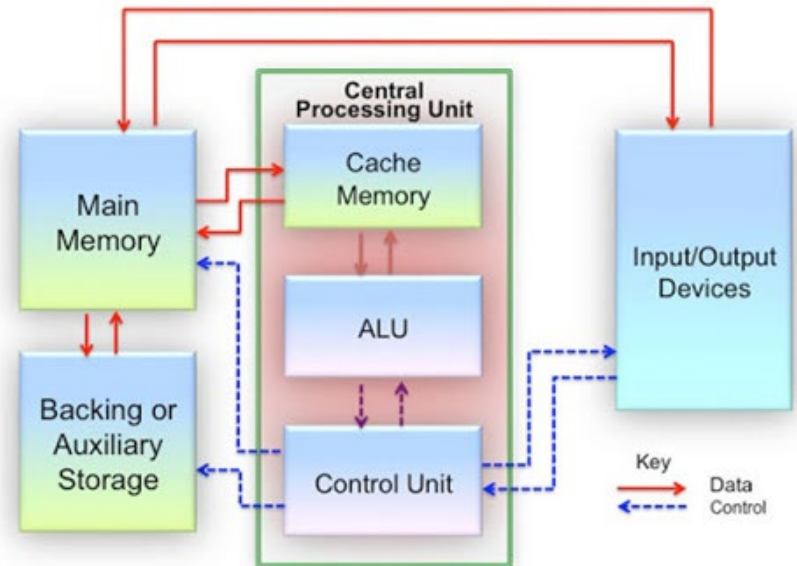 Central
Processing Unit
Cache
Memory
Main
Memory
Input/Output
Devices
ALU
Backing or
Auxiliary
Storage
Control Unit
Key
Data
Control